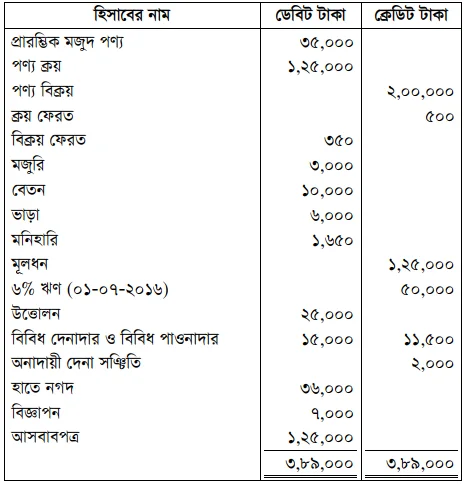 হিসাবের নাম ডেবিট টাকা ক্রেডিট টাকা
প্রারম্ভিক মজুদ পণ্য ৩৫,০০০
পণ্য ক্রয় ১,২৫,০০০
পণ্য বিক্রয় ২,০০,০০০
ক্রয় ফেরত ৫০০
বিক্রয় ফেরত ৩৫০
মজুরি ৩,০০০
বেতন ১০,০০০
ভাড়া ৬,০০০
মনিহারি ১,৬৫০
মূলধন ১,২৫,০০০
৬% ঋণ (০১-০৭-২০১৬) ৫০,০০০
উত্তোলন ২৫,০০০
বিবিধ দেনাদার ও বিবিধ পাওনাদার ১৫,০০০ ১১,৫০০
অনাদায়ী দেনা সঞ্চিতি ২,০০০
হাতে নগদ ৩৬,০০০
বিজ্ঞাপন ৭,০০০
আসবাবপত্র ১,২৫,০০০
৩,৮৯,০০০ ৩,৮৯,০০০